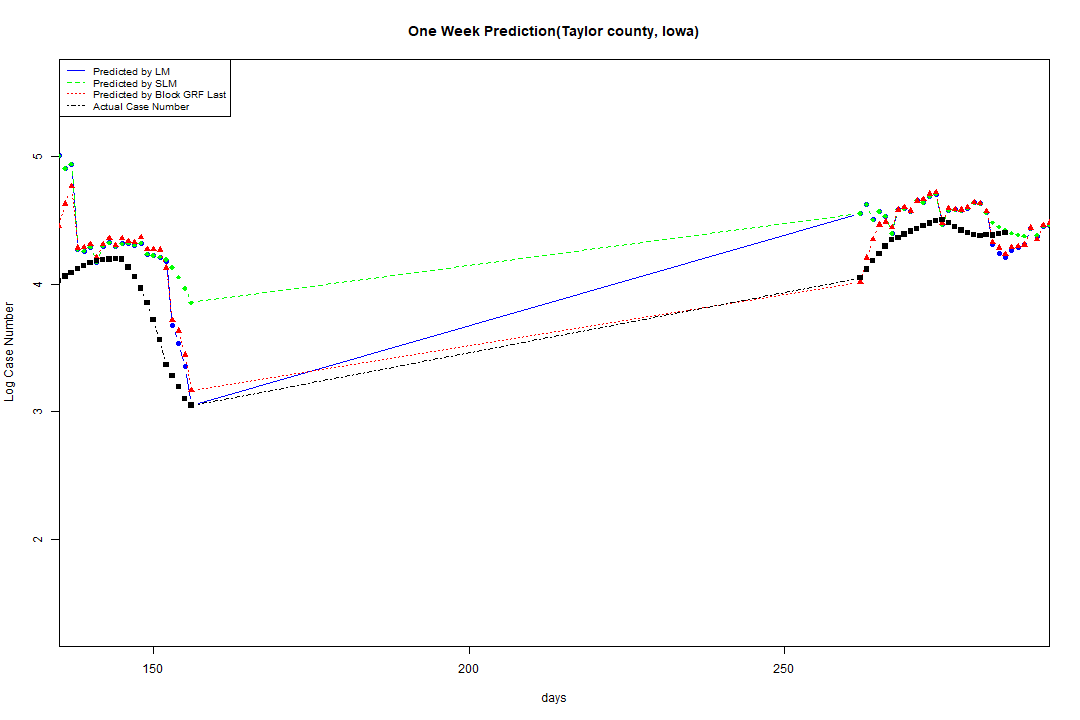 One Week Prediction(Taylor county, Iowa)
Predicted by LM
Predicted by SLM
Predicted by Block GRF Last
Actual Case Number
5
4
3
2
Log Case Number
150 200 250
days